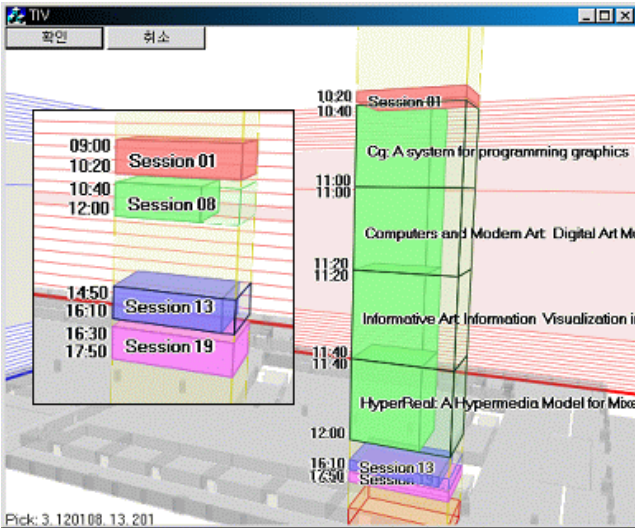 TIV
확인 취소
09:00
Session 01
10:20
10:40
Session 08
12:00
14:50
Session 13
16:10
16:30
Session 19
17:50
10:20
Session 01
10:40
Cg: A system for programming graphics
11:00
11:00
Computers and Modern Art: Digital Art M
11:20
11:20
Informative Art: Information Visualization i
11:40
11:40
HyperReal: A Hypermedia Model for Mixe
12:00
16:10
Session 13
17:50
Session 19
Pick: 3.120108.13.201